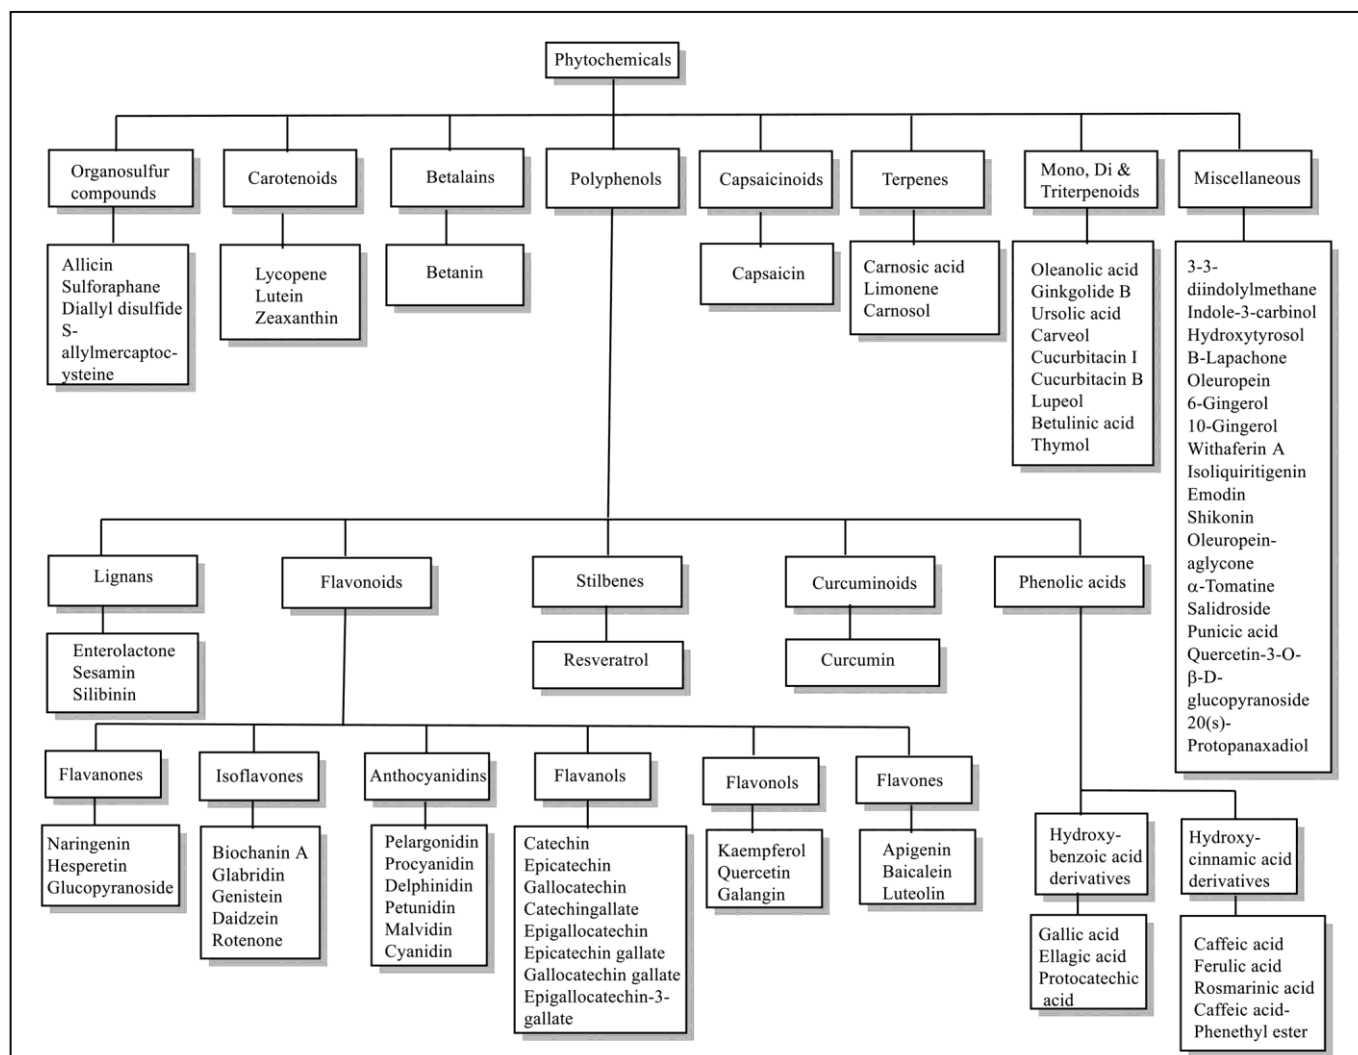 Phytochemicals
Organosulfur
compounds
Carotenoids
Betalains
Polyphenols
Capsaicinoids
Terpenes
Mono, Di &
Triterpenoids
Miscellaneous
Allicin
Sulforaphane
Diallyl disulfide
S-
allylmercaptoc-
ysteine
Lycopene
Lutein
Zeaxanthin
Betanin
Capsaicin
Carnosic acid
Limonene
Carnosol
Oleanolic acid
Ginkgolide B
Ursolic acid
Carveol
Cucurbitacin I
Cucurbitacin B
Lupeol
Betulinic acid
Thymol
3-3-
diindolylmethane
Indole-3-carbinol
Hydroxytyrosol
B-Lapachone
Oleuropein
6-Gingerol
10-Gingerol
Withaferin A
Isoliquiritigenin
Emodin
Shikonin
Oleuropein-
aglycone
α-Tomatine
Salidroside
Punicic acid
Quercetin-3-O-
β-D-
glucopyranoside
20(s)-
Protopanaxadiol
Lignans
Flavonoids
Stilbenes
Curcuminoids
Phenolic acids
Enterolactone
Sesamin
Silibinin
Resveratrol
Curcumin
Flavanones
Isoflavones
Anthocyanidins
Flavanols
Flavonols
Flavones
Naringenin
Hesperetin
Glucopyranoside
Biochanin A
Glabridin
Genistein
Daidzein
Rotenone
Pelargonidin
Procyanidin
Delphinidin
Petunidin
Malvidin
Cyanidin
Catechin
Epicatechin
Gallocatechin
Catechingallate
Epigallocatechin
Epicatechin gallate
Gallocatechin gallate
Epigallocatechin-3-
gallate
Kaempferol
Quercetin
Galangin
Apigenin
Baicalein
Luteolin
Hydroxy-
benzoic acid
derivatives
Hydroxy-
cinnamic acid
derivatives
Gallic acid
Ellagic acid
Protocatechic
acid
Caffeic acid
Ferulic acid
Rosmarinic acid
Caffeic acid-
Phenethyl ester